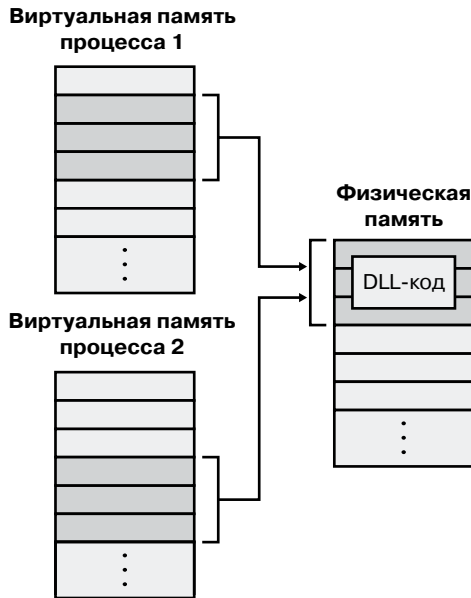 Виртуальная память
процесса 1
Физическая
память
DLL-код
Виртуальная память
процесса 2